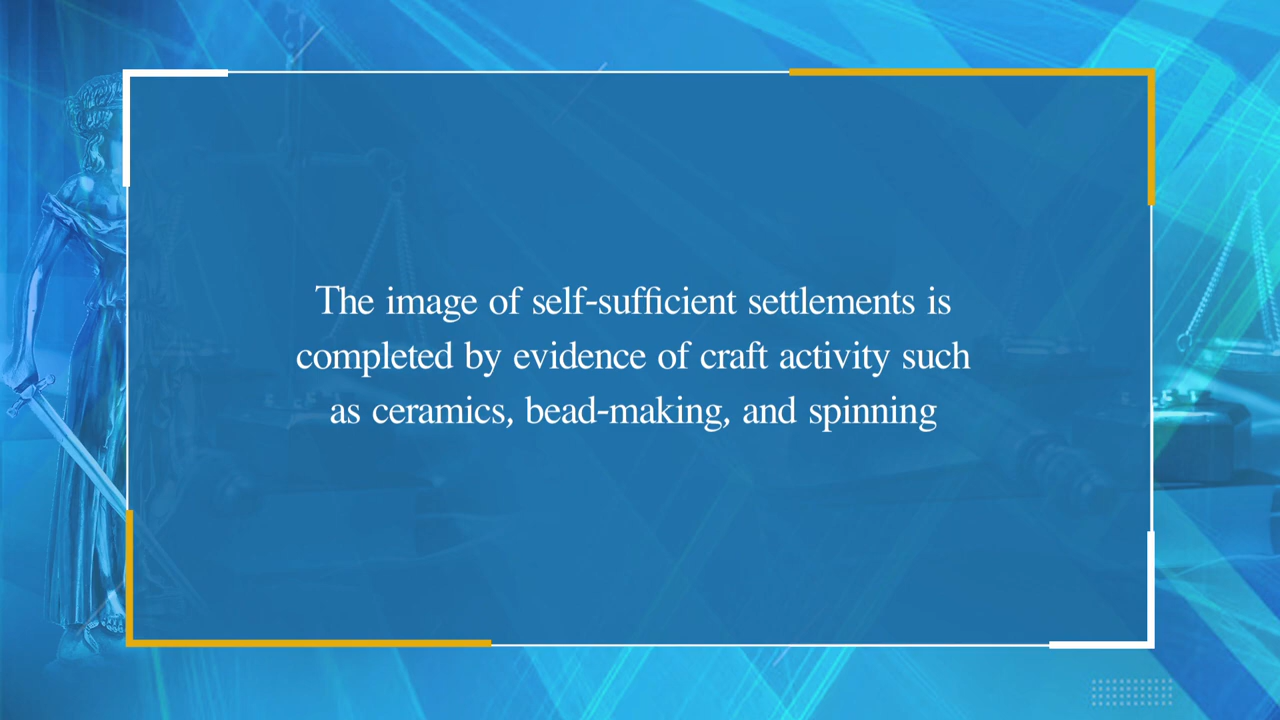 The image of self-sufficient settlements is
completed by evidence of craft activity such
as ceramics, bead-making, and spinning